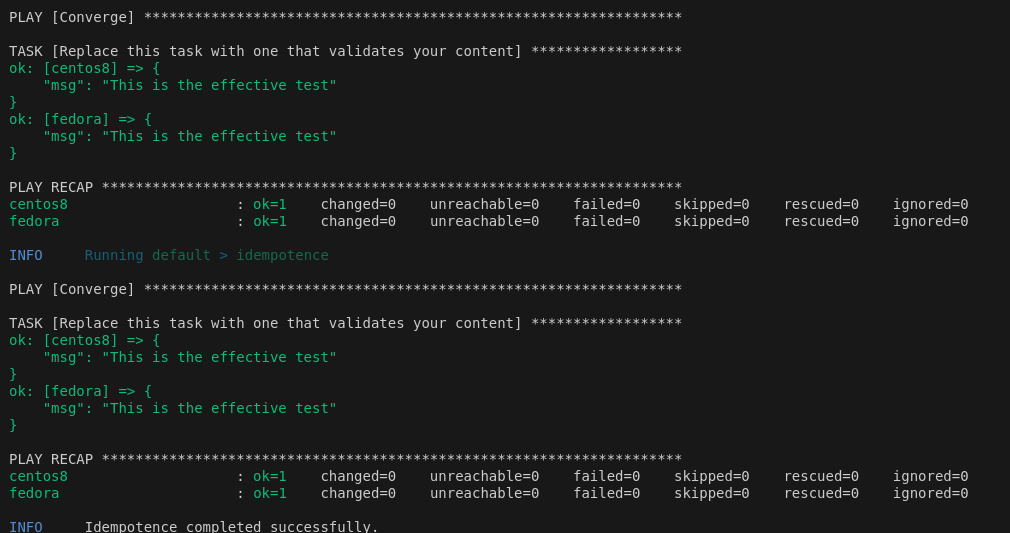 PLAY [Converge] ****************************************************************
TASK [Replace this task with one that validates your content] ******************
ok: [centos8] => {
    "msg": "This is the effective test"
}
ok: [fedora] => {
    "msg": "This is the effective test"
}
PLAY RECAP *********************************************************************
centos8                    : ok=1    changed=0    unreachable=0    failed=0    skipped=0    rescued=0    ignored=0
fedora                     : ok=1    changed=0    unreachable=0    failed=0    skipped=0    rescued=0    ignored=0
INFO     Running default > idempotence
PLAY [Converge] ****************************************************************
TASK [Replace this task with one that validates your content] ******************
ok: [centos8] => {
    "msg": "This is the effective test"
}
ok: [fedora] => {
    "msg": "This is the effective test"
}
PLAY RECAP *********************************************************************
centos8                    : ok=1    changed=0    unreachable=0    failed=0    skipped=0    rescued=0    ignored=0
fedora                     : ok=1    changed=0    unreachable=0    failed=0    skipped=0    rescued=0    ignored=0
INFO     Idempotence completed successfully.